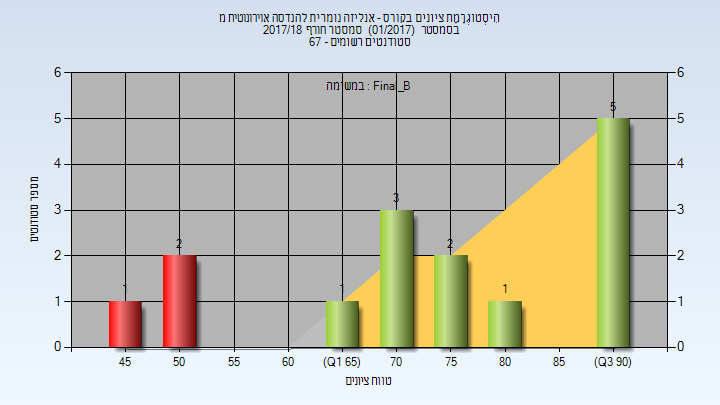 היסטוגרמת ציונים בקורס - אנליזה נומרית להנדסה אוירונוטית מ
בסמסטר (01/2017) סמסטר חורף 2017/18
סטודנטים רשומים - 67
במשימה : Final_B
6 6
5 5 5
4 4
3 3 3
2 2 2 2
1 1 1 1 1
0 0
מספר סטודנטים
45 50 55 60 (Q1 65) 70 75 80 85 (Q3 90)
טווח ציונים